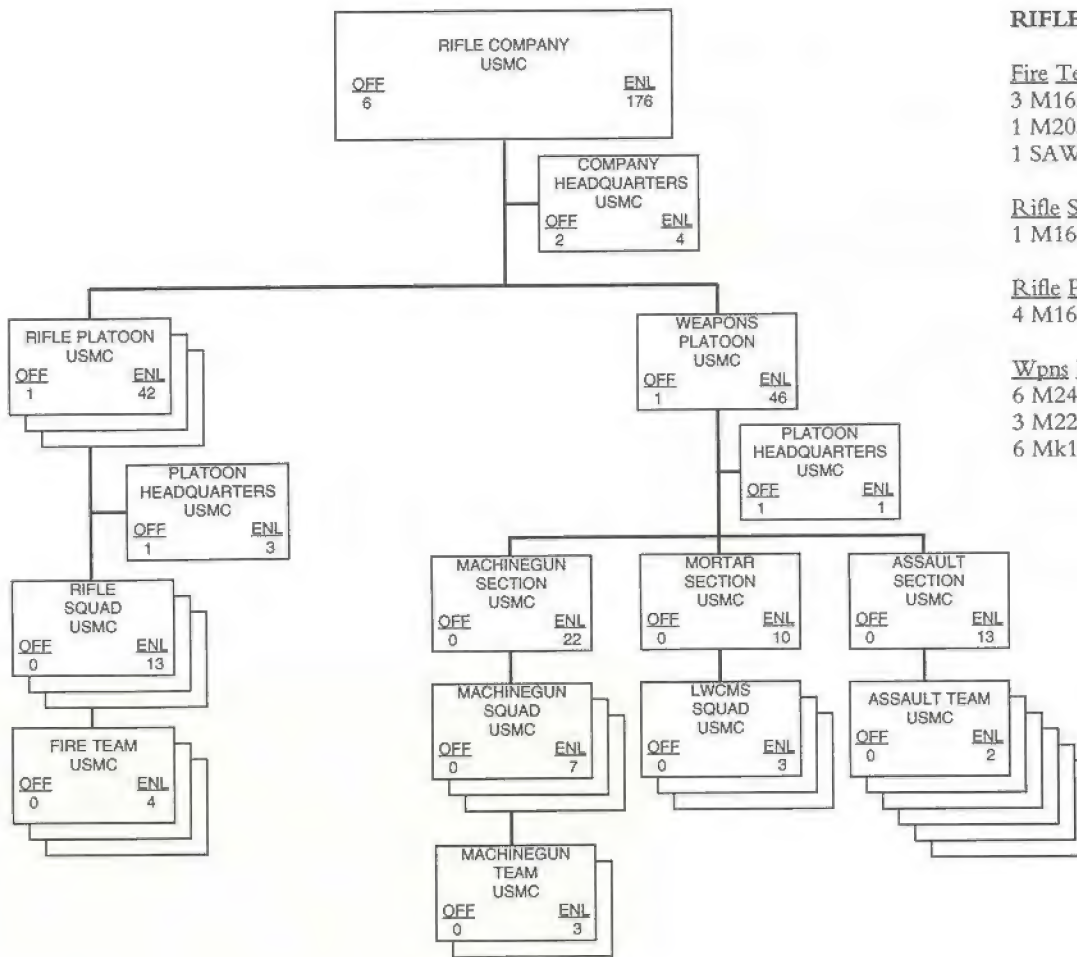 RIFLE COMPANY
USMC
OFF ENL
6 176
COMPANY
HEADQUARTERS
USMC
OFF ENL
2 4
RIFLE PLATOON
USMC
OFF ENL
1 42
WEAPONS
PLATOON
USMC
OFF ENL
1 46
PLATOON
HEADQUARTERS
USMC
OFF ENL
1 3
PLATOON
HEADQUARTERS
USMC
OFF ENL
1 1
RIFLE
SQUAD
USMC
OFF ENL
0 13
MACHINEGUN
SECTION
USMC
OFF ENL
0 22
MORTAR
SECTION
USMC
OFF ENL
0 10
ASSAULT
SECTION
USMC
OFF ENL
0 13
FIRE TEAM
USMC
OFF ENL
0 4
MACHINEGUN
SQUAD
USMC
OFF ENL
0 7
LWCMS
SQUAD
USMC
OFF ENL
0 3
ASSAULT TEAM
USMC
OFF ENL
0 2
MACHINEGUN
TEAM
USMC
OFF ENL
0 3
RIFLE
Fire Te
3 M16
1 M20
1 SAW
Rifle S
1 M16
Rifle P
4 M16
Wpns
6 M24
3 M22
6 Mk1